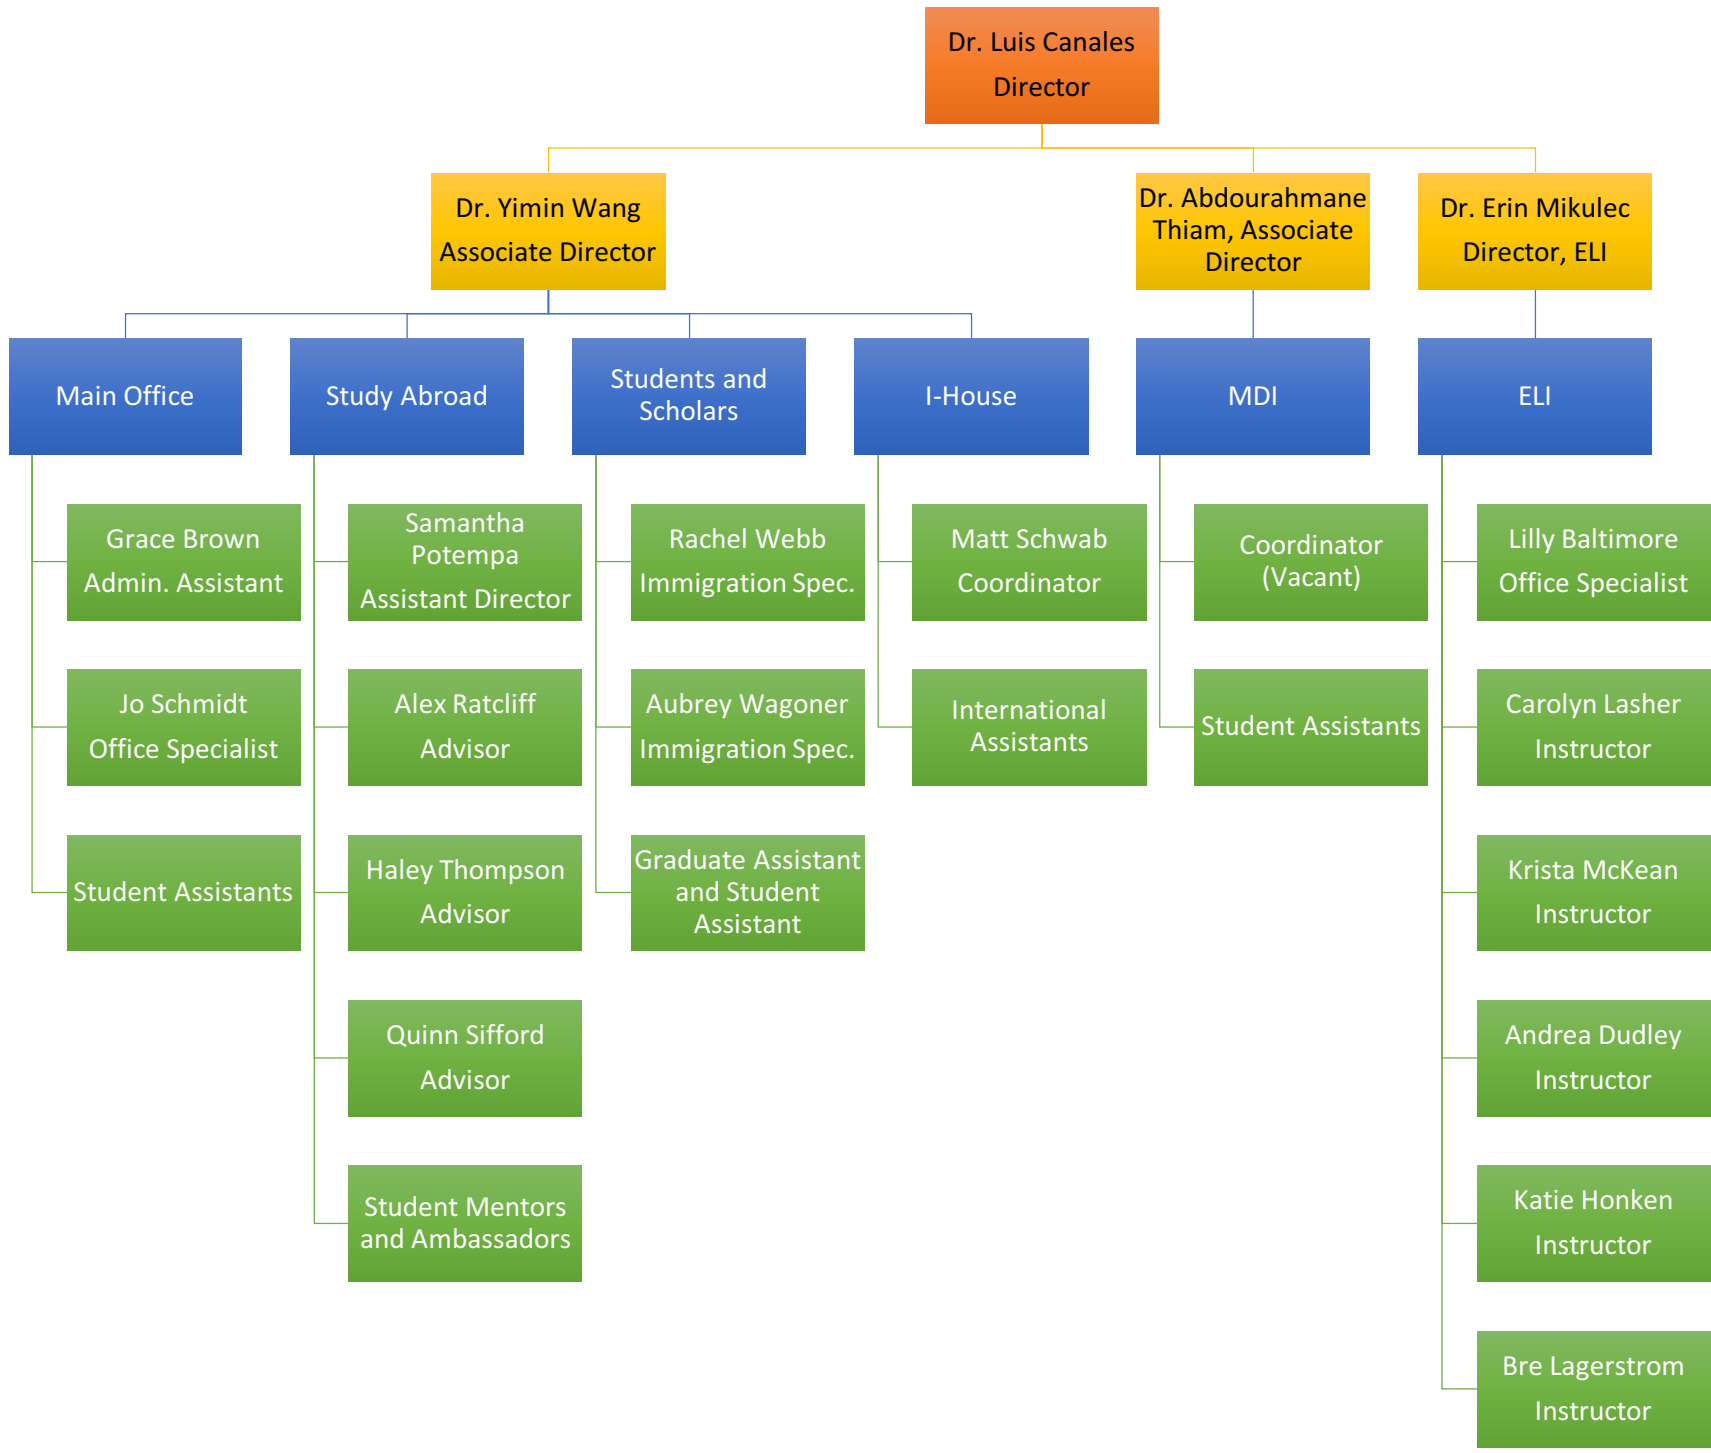 Dr. Luis Canales
Director
Dr. Yimin Wang
Associate Director
Dr. Abdourahmane
Thiam, Associate
Director
Dr. Erin Mikulec
Director, ELI
Main Office
Study Abroad
Students and
Scholars
I-House
MDI
ELI
Grace Brown
Admin. Assistant
Jo Schmidt
Office Specialist
Student Assistants
Samantha
Potempa
Assistant Director
Alex Ratcliff
Advisor
Haley Thompson
Advisor
Quinn Sifford
Advisor
Student Mentors
and Ambassadors
Rachel Webb
Immigration Spec.
Aubrey Wagoner
Immigration Spec.
Graduate Assistant
and Student
Assistant
Matt Schwab
Coordinator
International
Assistants
Coordinator
(Vacant)
Student Assistants
Lilly Baltimore
Office Specialist
Carolyn Lasher
Instructor
Krista McKean
Instructor
Andrea Dudley
Instructor
Katie Honken
Instructor
Bre Lagerstrom
Instructor